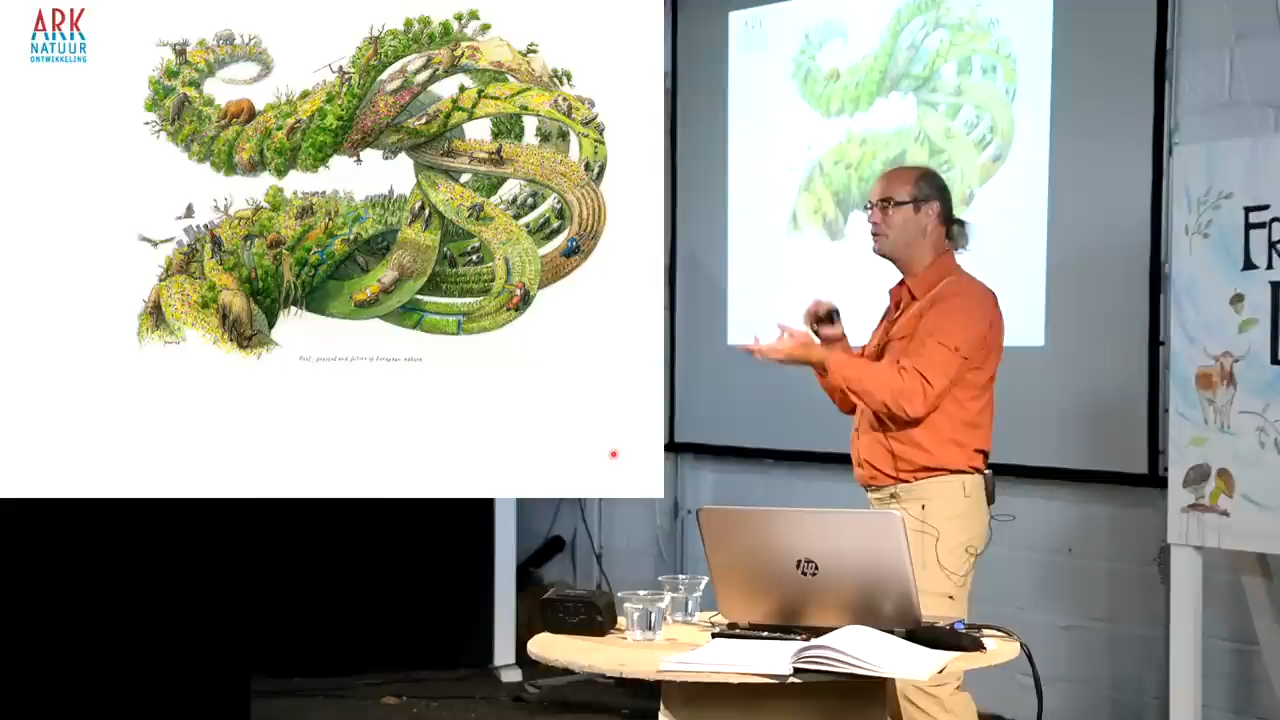 ARK
NATUUR
ONTWIKKELING
Past, present and future of European nature
hp